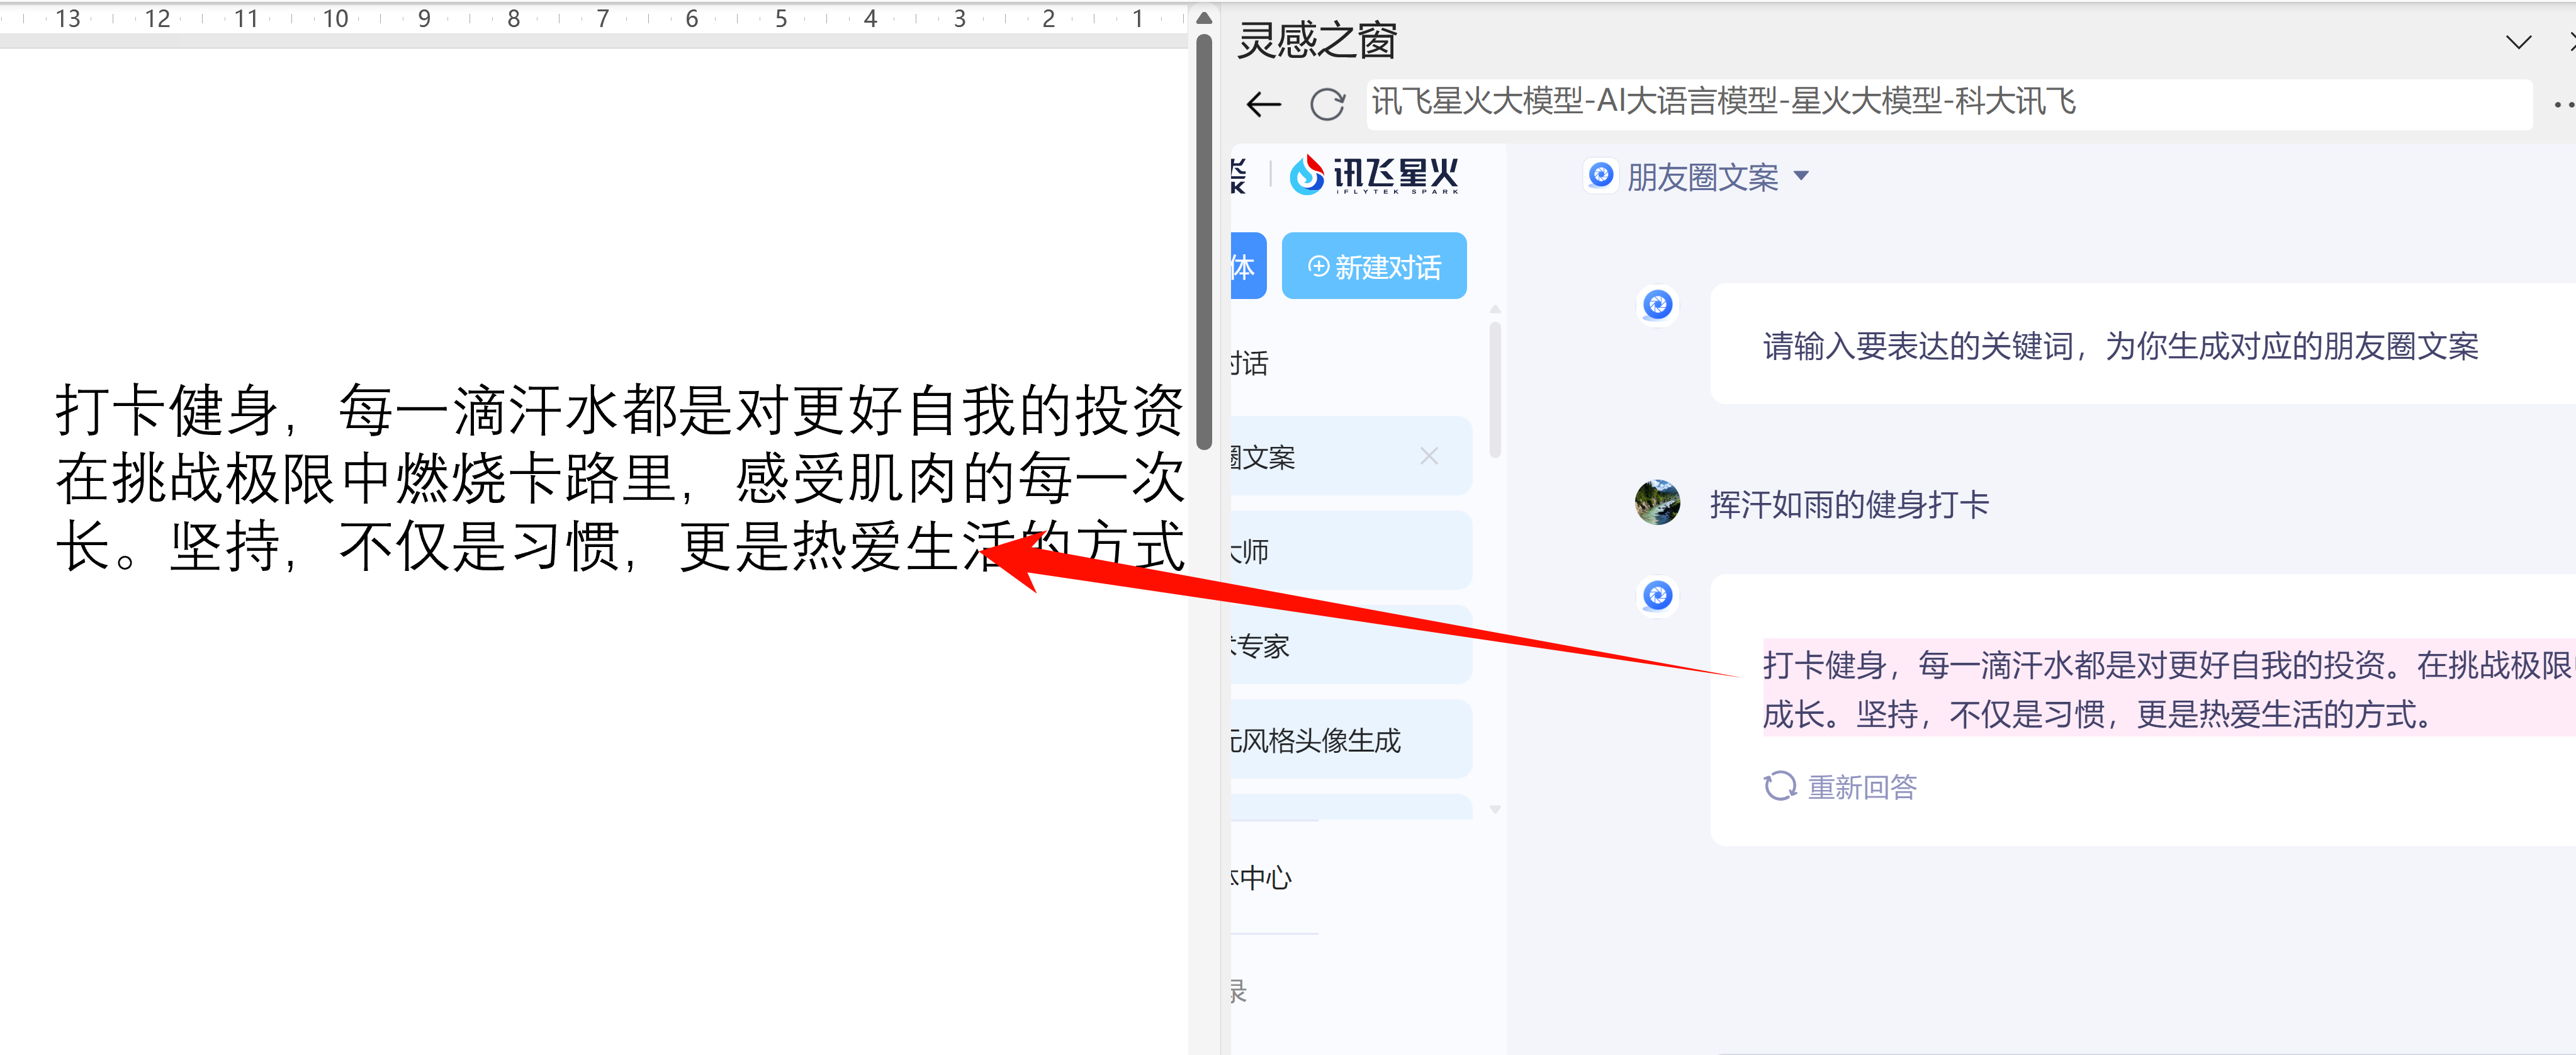 13 12 11 10 9 8 7 6 5 4 3 2 1
打卡健身，每一滴汗水都是对更好自我的投资
在挑战极限中燃烧卡路里，感受肌肉的每一次
长。坚持，不仅是习惯，更是热爱生活的方式
灵感之窗
讯飞星火大模型-AI大语言模型-星火大模型-科大讯飞
讯飞星火
IFLYTEK SPARK
体
新建对话
对话
圈文案
大师
专家
风格头像生成
中心
录
朋友圈文案
请输入要表达的关键词，为你生成对应的朋友圈文案
挥汗如雨的健身打卡
打卡健身，每一滴汗水都是对更好自我的投资。在挑战极限
成长。坚持，不仅是习惯，更是热爱生活的方式。
重新回答